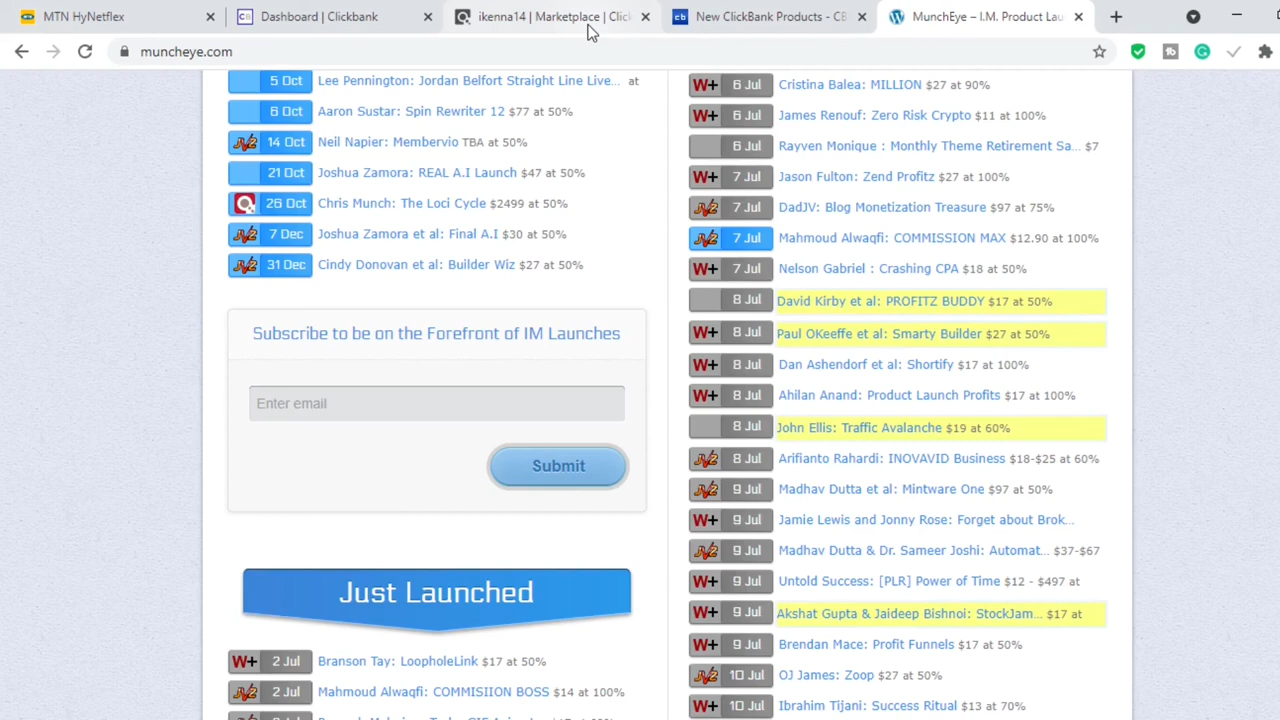 MTN HyNetflex
Dashboard | Clickbank
ikenna14 | Marketplace | Click
New ClickBank Products - CB
MunchEye – I.M. Product Lau
muncheye.com
5 Oct Lee Pennington: Jordan Belfort Straight Line Live... at
6 Oct Aaron Sustar: Spin Rewriter 12 $77 at 50%
JVZ 14 Oct Neil Napier: Membervio TBA at 50%
21 Oct Joshua Zamora: REAL A.I Launch $47 at 50%
26 Oct Chris Munch: The Loci Cycle $2499 at 50%
JVZ 7 Dec Joshua Zamora et al: Final A.I $30 at 50%
JVZ 31 Dec Cindy Donovan et al: Builder Wiz $27 at 50%
Subscribe to be on the Forefront of IM Launches
Enter email
Submit
Just Launched
W+ 2 Jul Branson Tay: LoopholeLink $17 at 50%
JVZ 2 Jul Mahmoud Alwaqfi: COMMISIION BOSS $14 at 100%
W+ 6 Jul Cristina Balea: MILLION $27 at 90%
W+ 6 Jul James Renouf: Zero Risk Crypto $11 at 100%
6 Jul Rayven Monique : Monthly Theme Retirement Sa... $7
W+ 7 Jul Jason Fulton: Zend Profitz $27 at 100%
JVZ 7 Jul DadJV: Blog Monetization Treasure $97 at 75%
JVZ 7 Jul Mahmoud Alwaqfi: COMMISSION MAX $12.90 at 100%
W+ 7 Jul Nelson Gabriel : Crashing CPA $18 at 50%
8 Jul David Kirby et al: PROFITZ BUDDY $17 at 50%
W+ 8 Jul Paul OKeeffe et al: Smarty Builder $27 at 50%
W+ 8 Jul Dan Ashendorf et al: Shortify $17 at 100%
W+ 8 Jul Ahilan Anand: Product Launch Profits $17 at 100%
8 Jul John Ellis: Traffic Avalanche $19 at 60%
JVZ 8 Jul Arifianto Rahardi: INOVAVID Business $18-$25 at 60%
JVZ 9 Jul Madhav Dutta et al: Mintware One $97 at 50%
W+ 9 Jul Jamie Lewis and Jonny Rose: Forget about Brok...
JVZ 9 Jul Madhav Dutta & Dr. Sameer Joshi: Automat... $37-$67
W+ 9 Jul Untold Success: [PLR] Power of Time $12 - $497 at
W+ 9 Jul Akshat Gupta & Jaideep Bishnoi: StockJam... $17 at
W+ 9 Jul Brendan Mace: Profit Funnels $17 at 50%
JVZ 10 Jul OJ James: Zoop $27 at 50%
W+ 10 Jul Ibrahim Tijani: Success Ritual $13 at 70%